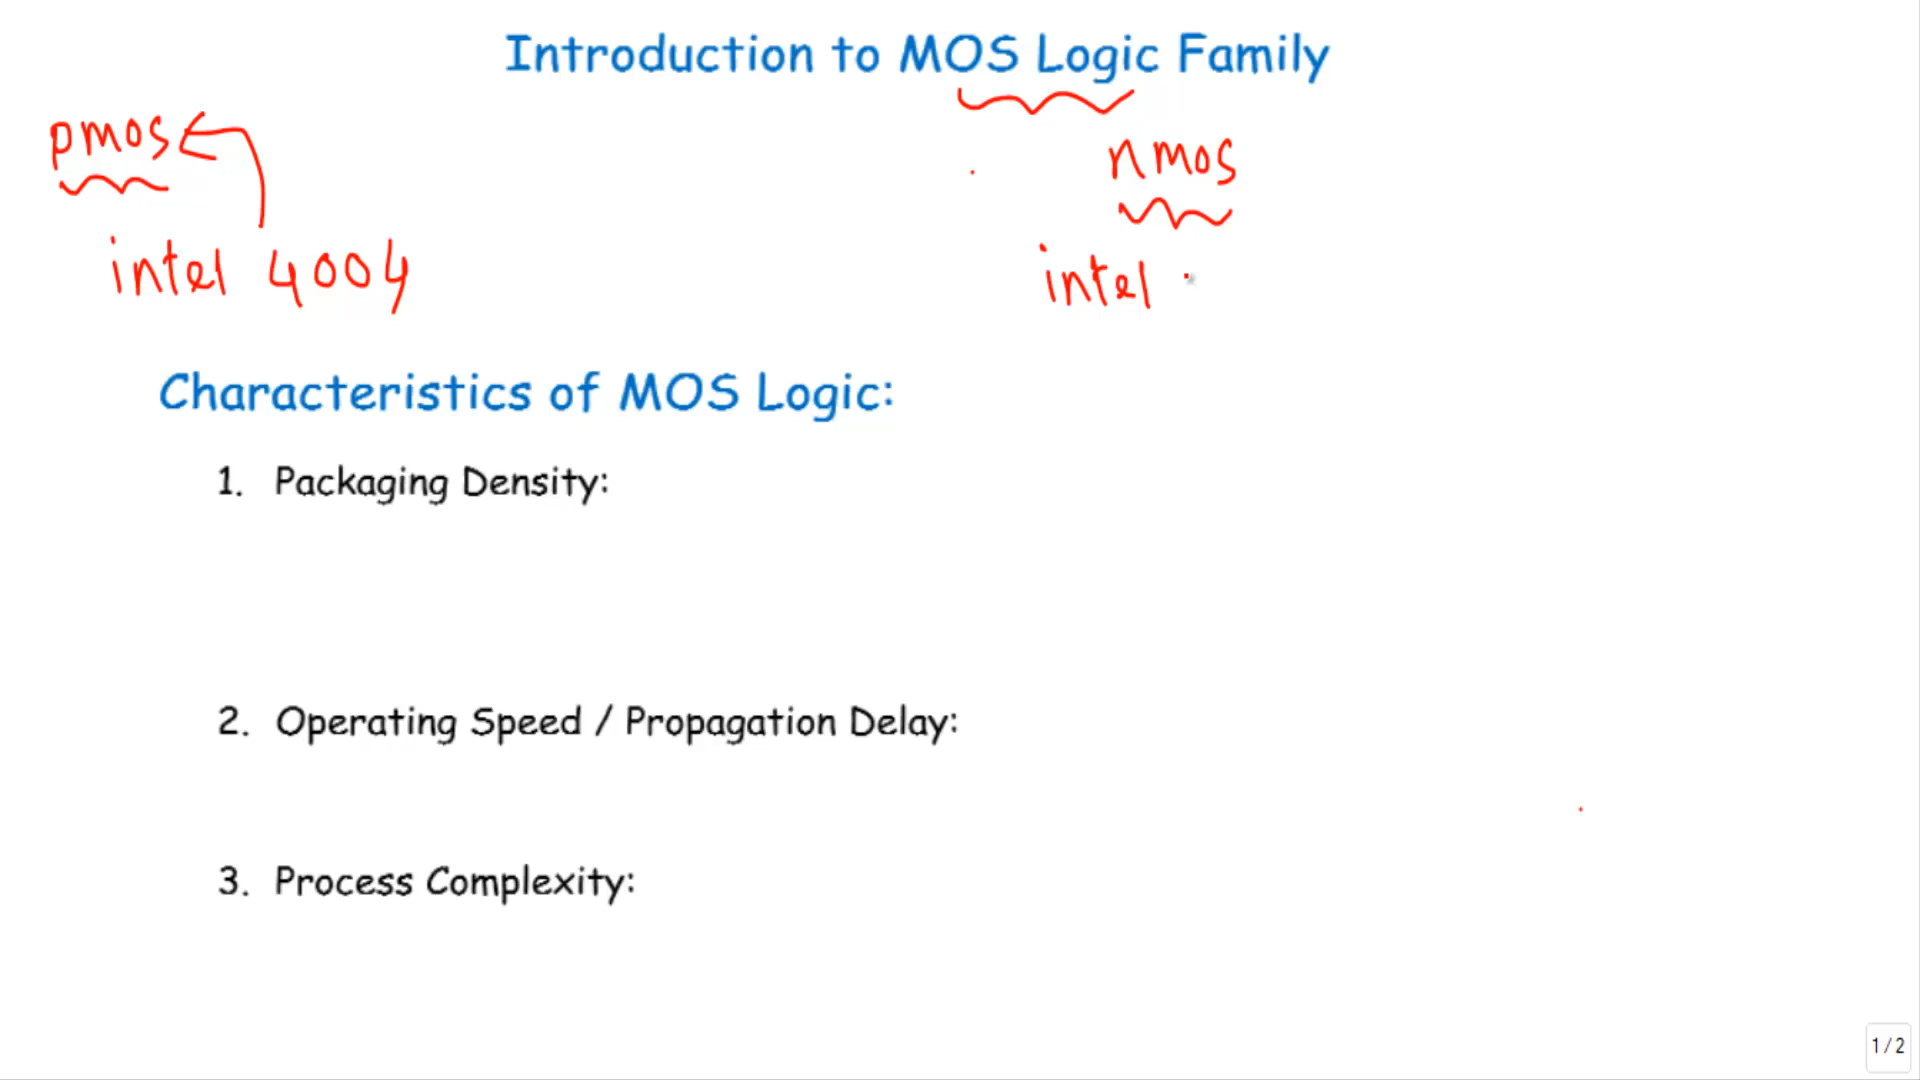 Introduction to MOS Logic Family
pmos
nmos
intel 4004
intel
Characteristics of MOS Logic:
1. Packaging Density:
2. Operating Speed / Propagation Delay:
3. Process Complexity:
1 / 2